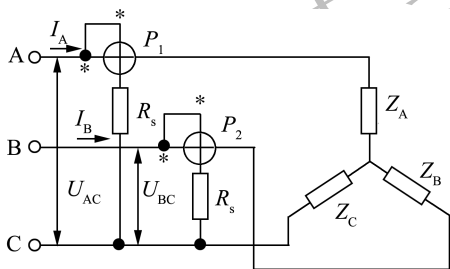 I_A * P_1
A *
R_s Z_A
I_B * P_2
B *
Z_B
U_AC U_BC R_s Z_C
C